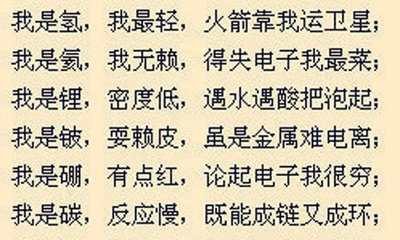 我是氢，我最轻，火箭靠我运卫星；
我是氦，我无赖，得失电子我最菜；
我是锂，密度低，遇水遇酸把泡起；
我是铍，耍赖皮，虽是金属难电离；
我是硼，有点红，论起电子我很穷；
我是碳，反应慢，既能成链又成环；